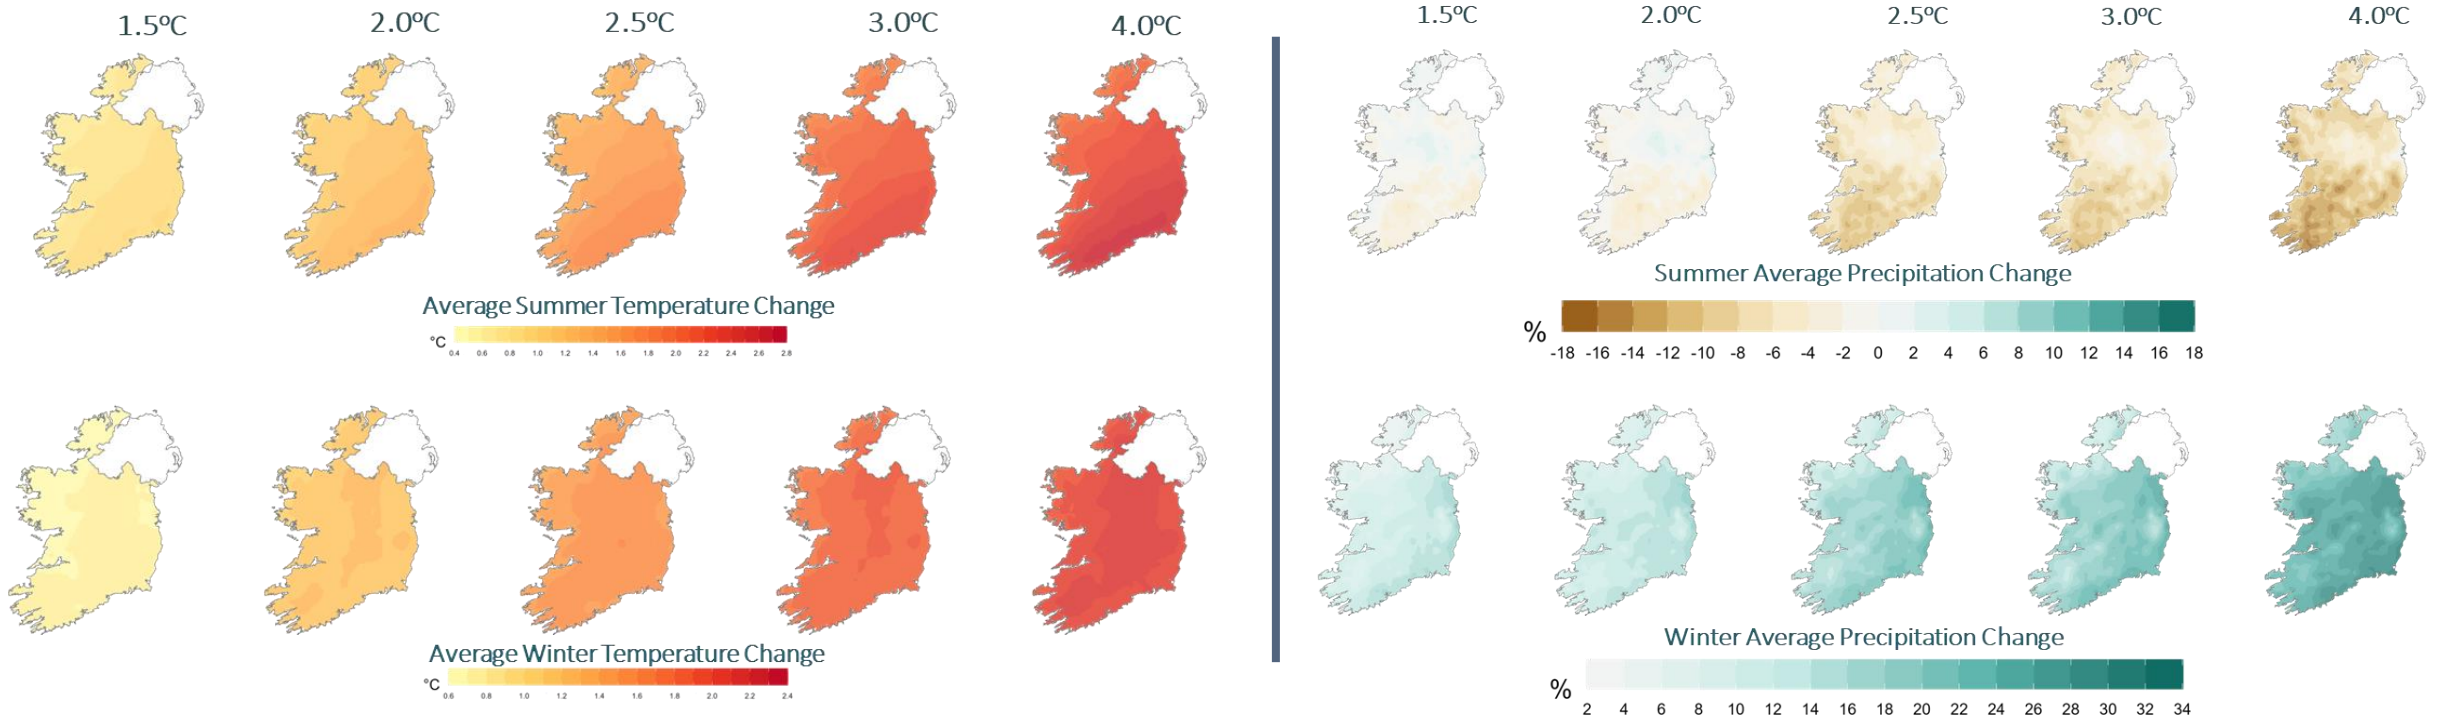 1.5ºC 2.0ºC 2.5ºC 3.0ºC 4.0ºC
Average Summer Temperature Change
°C
0.4 0.6 0.8 1.0 1.2 1.4 1.6 1.8 2.0 2.2 2.4 2.6 2.8
Average Winter Temperature Change
°C
0.6 0.8 1.0 1.2 1.4 1.6 1.8 2.0 2.2 2.4
1.5ºC 2.0ºC 2.5ºC 3.0ºC 4.0ºC
Summer Average Precipitation Change
%
-18 -16 -14 -12 -10 -8 -6 -4 -2 0 2 4 6 8 10 12 14 16 18
Winter Average Precipitation Change
%
2 4 6 8 10 12 14 16 18 20 22 24 26 28 30 32 34